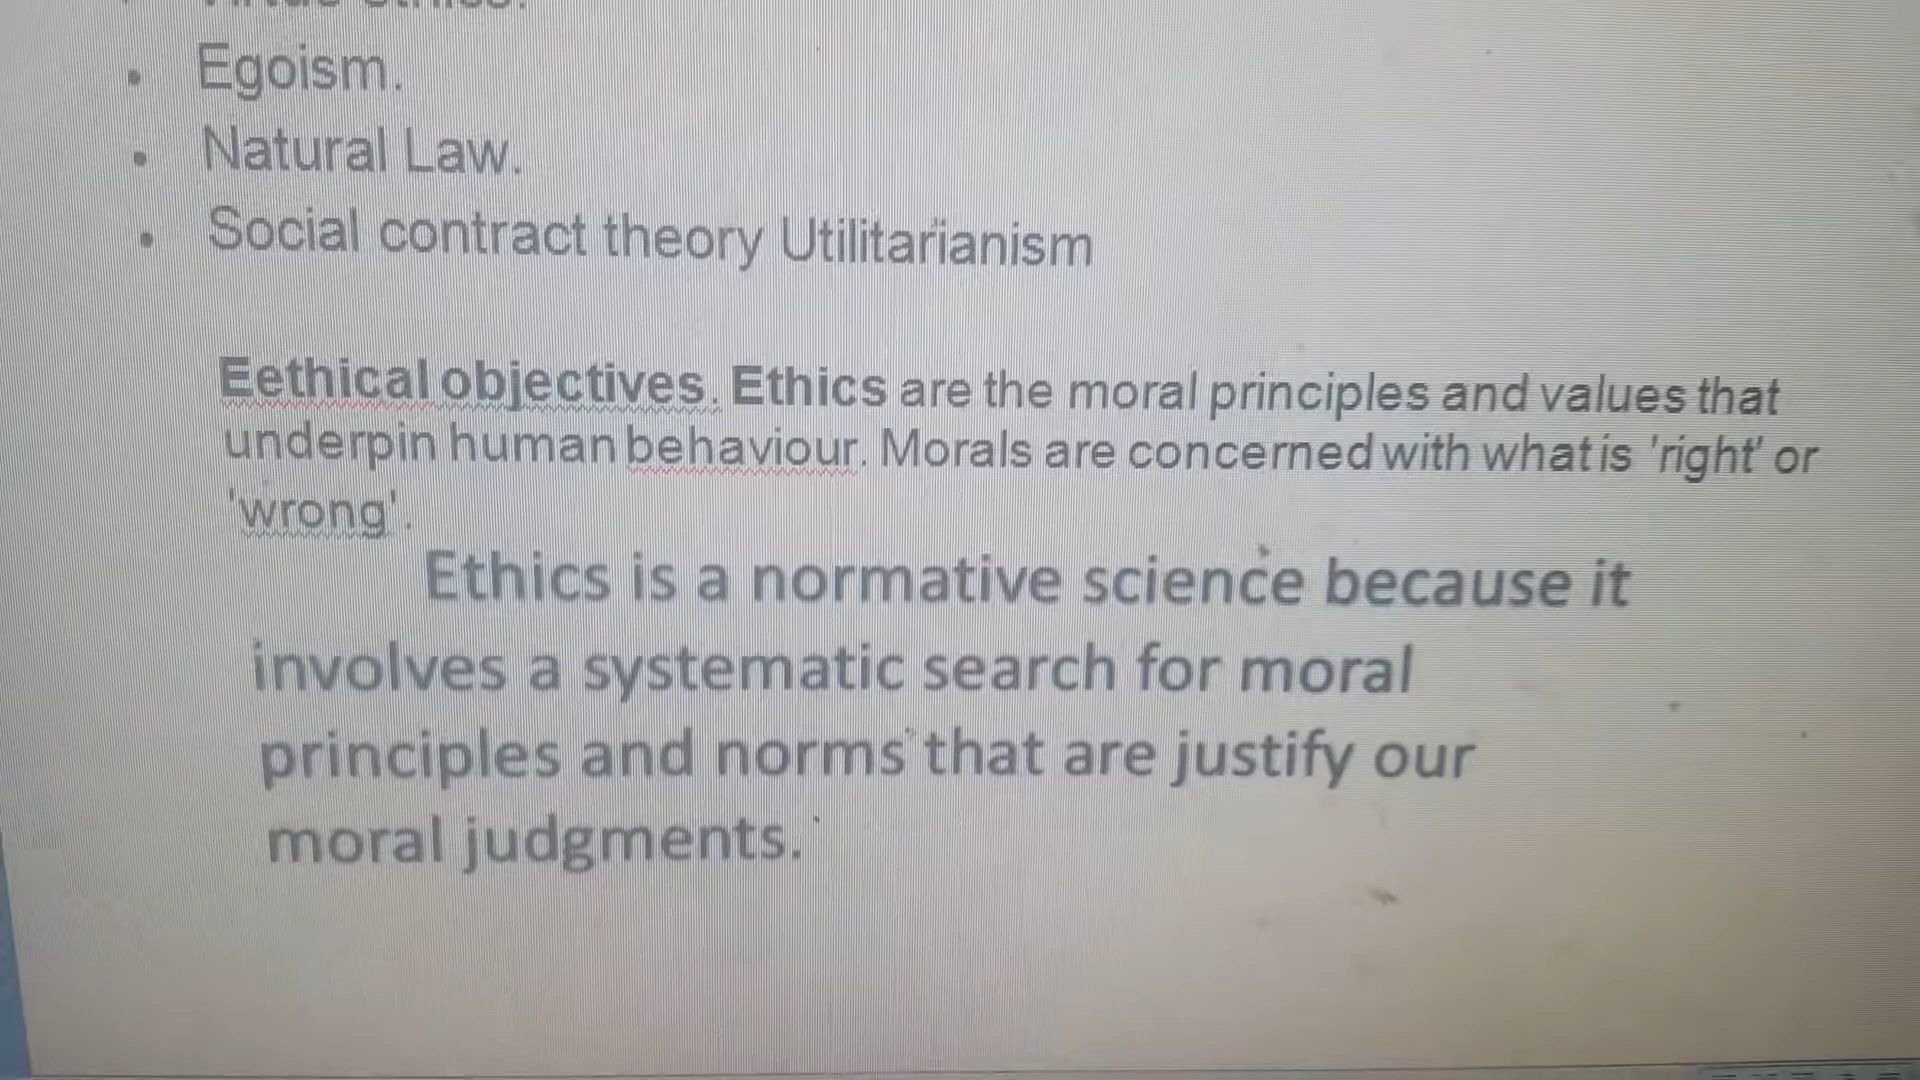 Egoism.
Natural Law.
Social contract theory Utilitarianism
Eethical objectives. Ethics are the moral principles and values that
underpin human behaviour. Morals are concerned with what is 'right' or
'wrong'.
Ethics is a normative science because it
involves a systematic search for moral
principles and norms that are justify our
moral judgments.